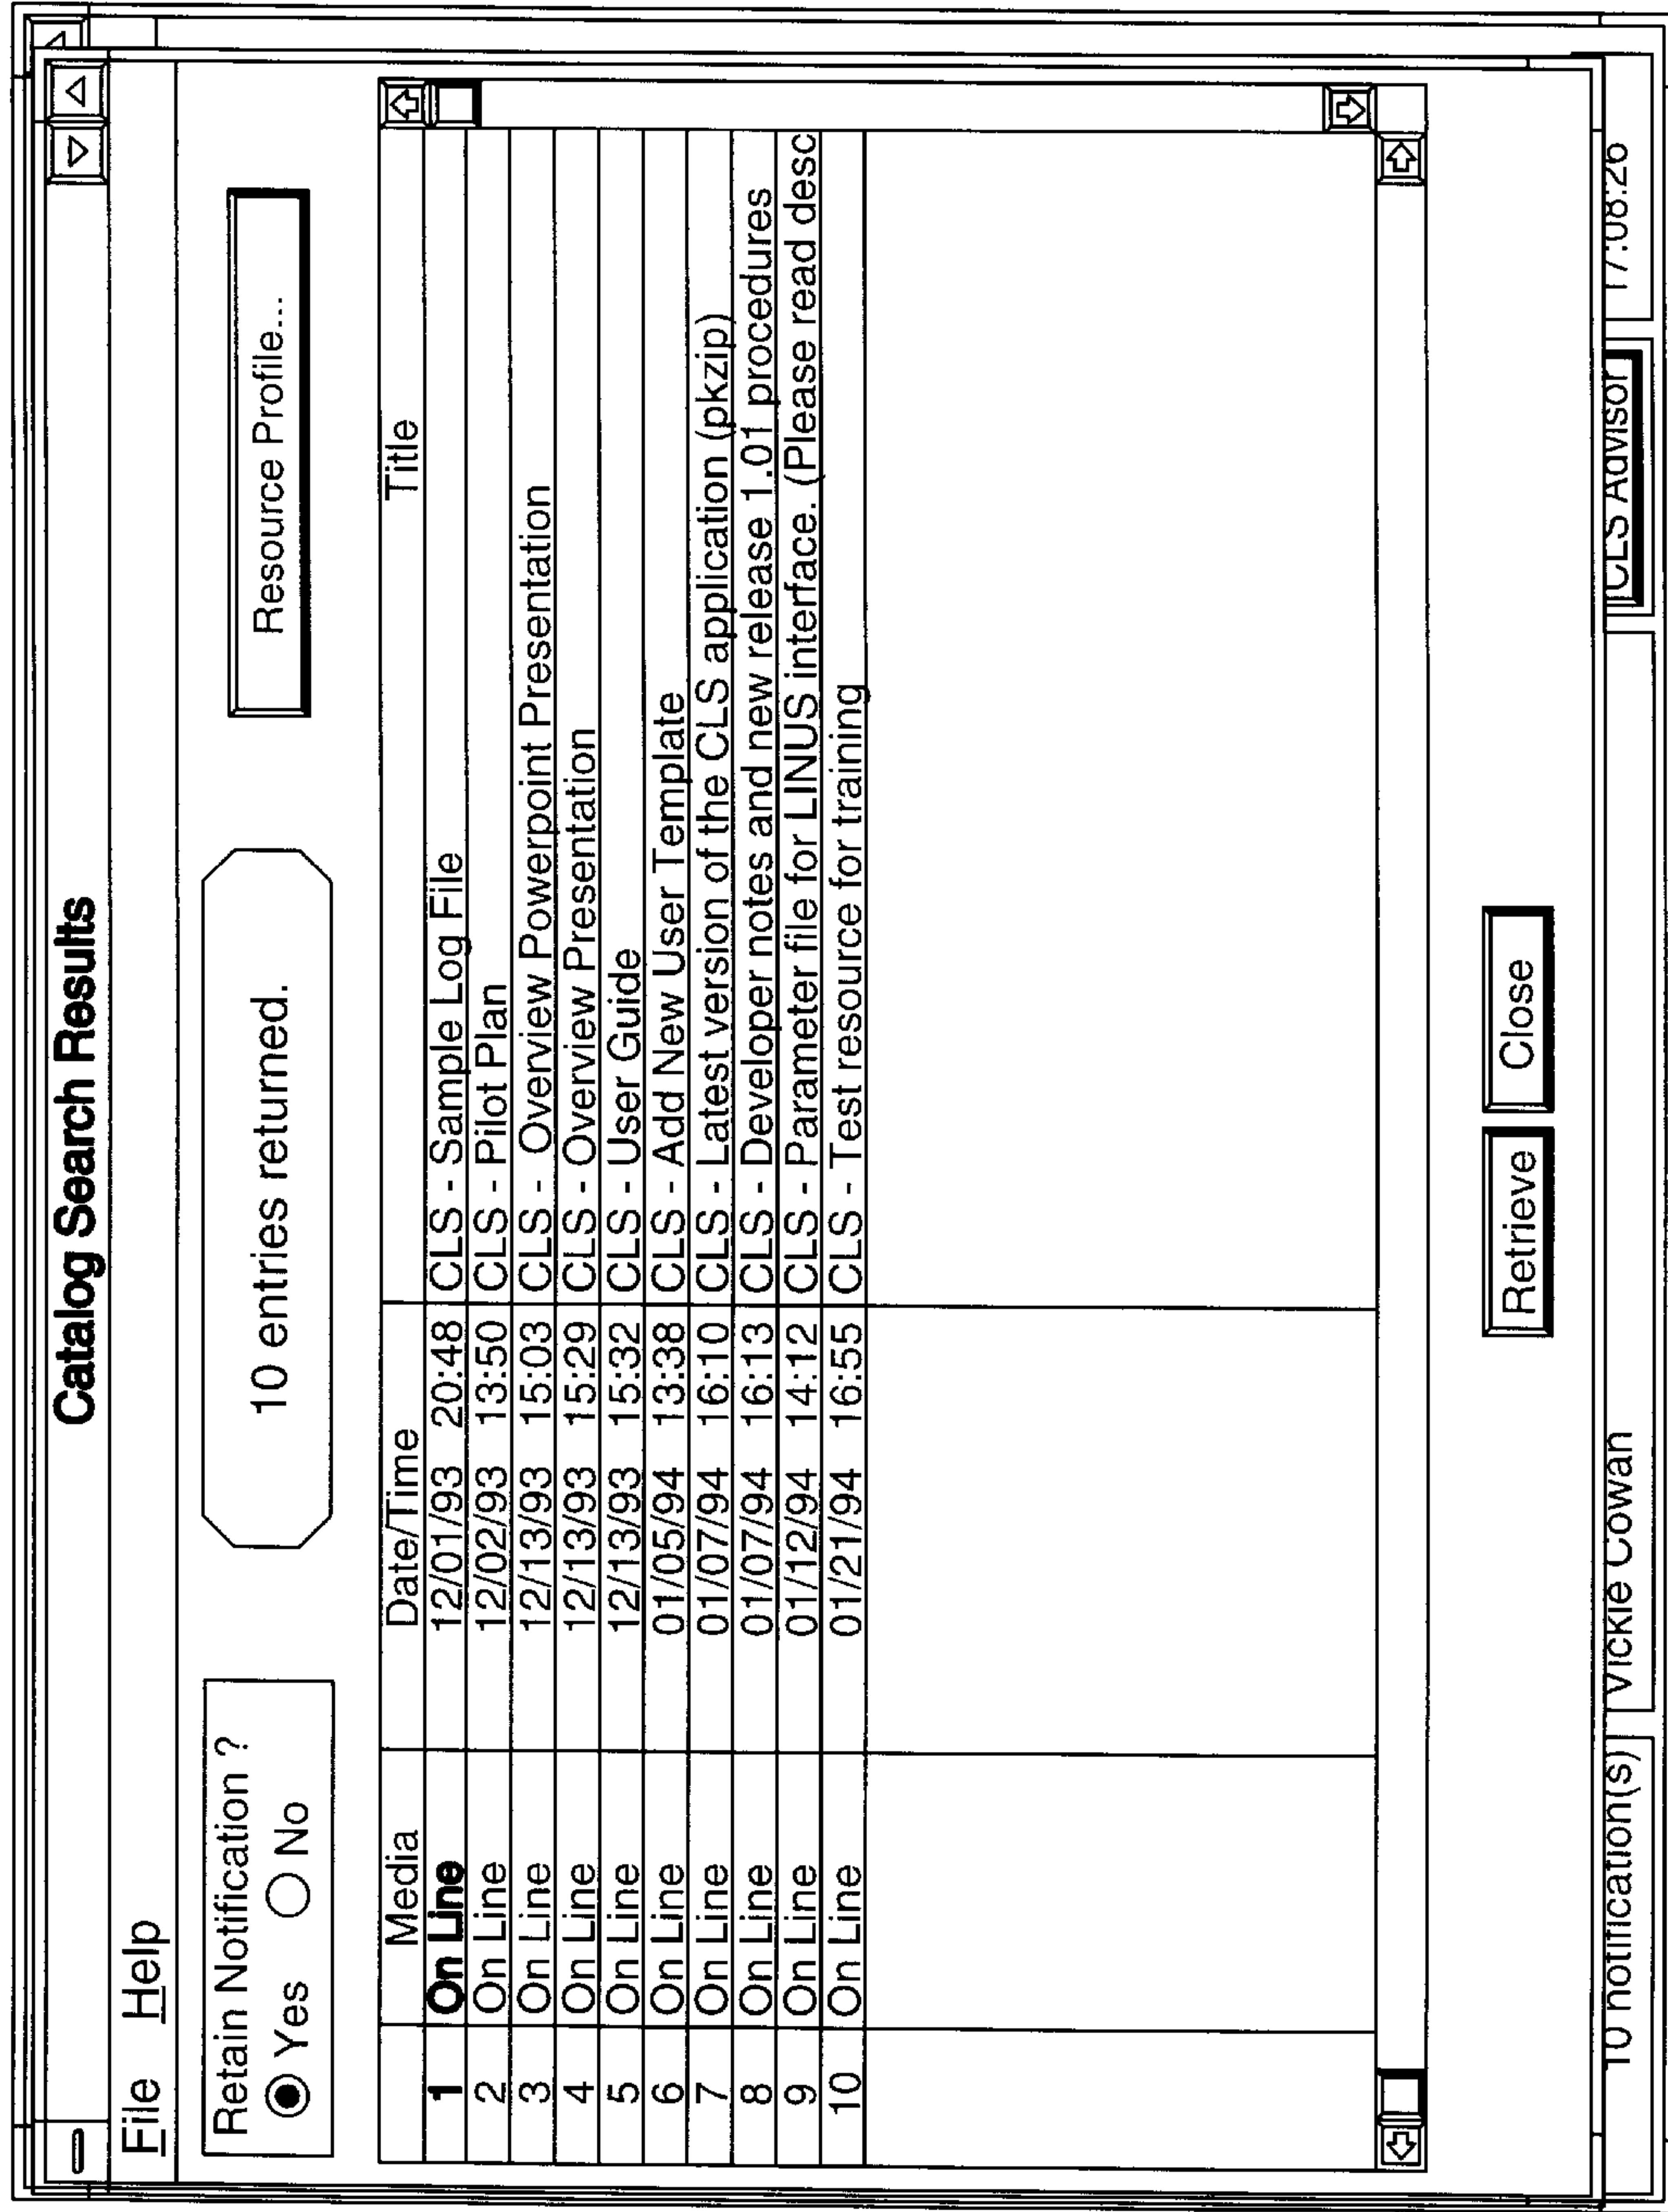 Catalog Search Results
File Help
Retain Notification ?
Yes No
10 entries returned.
Resource Profile...
Media Date/Time Title
1 On Line 12/01/93 20:48 CLS - Sample Log File
2 On Line 12/02/93 13:50 CLS - Pilot Plan
3 On Line 12/13/93 15:03 CLS - Overview Powerpoint Presentation
4 On Line 12/13/93 15:29 CLS - Overview Presentation
5 On Line 12/13/93 15:32 CLS - User Guide
6 On Line 01/05/94 13:38 CLS - Add New User Template
7 On Line 01/07/94 16:10 CLS - Latest version of the CLS application (pkzip)
8 On Line 01/07/94 16:13 CLS - Developer notes and new release 1.01 procedures
9 On Line 01/12/94 14:12 CLS - Parameter file for LINUS interface. (Please read desc
10 On Line 01/21/94 16:55 CLS - Test resource for training
Retrieve Close
10 notification(s) Vickie Cowan CLS Advisor 17:08:26